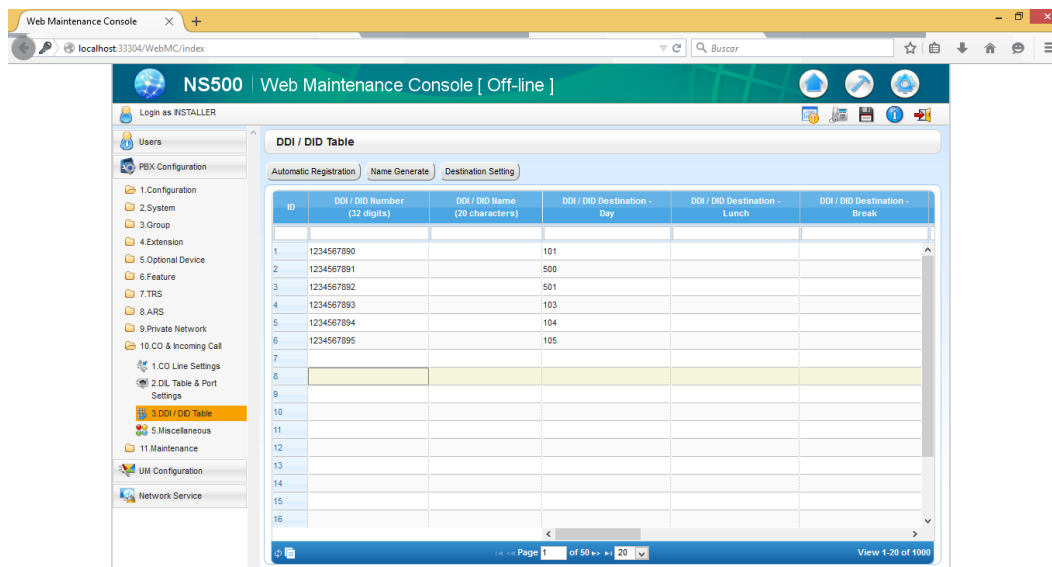 Web Maintenance Console
localhost:33304/WebMC/index
Buscar
NS500 Web Maintenance Console [ Off-line ]
Login as INSTALLER
Users
PBX Configuration
1.Configuration
2.System
3.Group
4.Extension
5.Optional Device
6.Feature
7.TRS
8.ARS
9.Private Network
10.CO & Incoming Call
1.CO Line Settings
2.DIL Table & Port
Settings
3.DDI / DID Table
5.Miscellaneous
11.Maintenance
UM Configuration
Network Service
DDI / DID Table
Automatic Registration Name Generate Destination Setting
ID DDI / DID Number (32 digits) DDI / DID Name (20 characters) DDI / DID Destination - Day DDI / DID Destination - Lunch DDI / DID Destination - Break
1 1234567890 101
2 1234567891 500
3 1234567892 501
4 1234567893 103
5 1234567894 104
6 1234567895 105
7
8
9
10
11
12
13
14
15
16
Page 1 of 50 20 View 1-20 of 1000